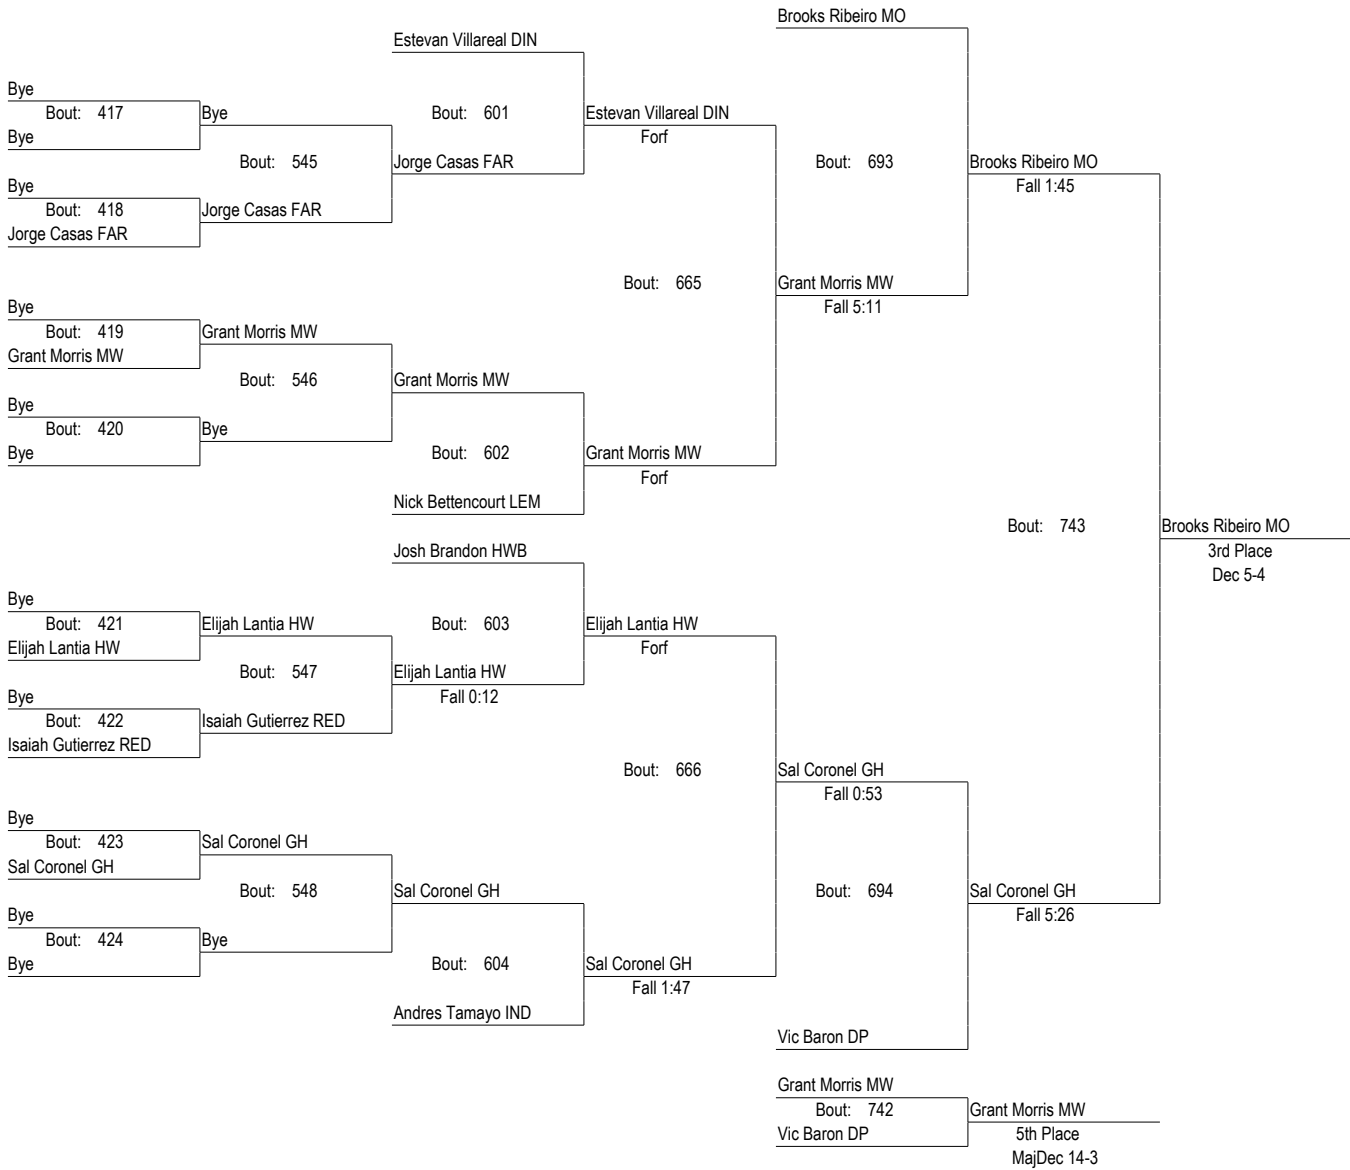 Brooks Ribeiro MO
Estevan Villareal DIN
Bye
Bout: 417
Bye
Bout: 601
Estevan Villareal DIN
Bye
Forf
Bout: 545
Jorge Casas FAR
Bout: 693
Brooks Ribeiro MO
Bye
Fall 1:45
Bout: 418
Jorge Casas FAR
Jorge Casas FAR
Bout: 665
Grant Morris MW
Bye
Fall 5:11
Bout: 419
Grant Morris MW
Grant Morris MW
Bout: 546
Grant Morris MW
Bye
Bout: 420
Bye
Bye
Bout: 602
Grant Morris MW
Forf
Nick Bettencourt LEM
Bout: 743
Brooks Ribeiro MO
Josh Brandon HWB
3rd Place
Dec 5-4
Bye
Bout: 421
Elijah Lantia HW
Bout: 603
Elijah Lantia HW
Elijah Lantia HW
Forf
Bout: 547
Elijah Lantia HW
Bye
Fall 0:12
Bout: 422
Isaiah Gutierrez RED
Isaiah Gutierrez RED
Bout: 666
Sal Coronel GH
Fall 0:53
Bye
Bout: 423
Sal Coronel GH
Sal Coronel GH
Bout: 548
Sal Coronel GH
Bout: 694
Sal Coronel GH
Bye
Fall 5:26
Bout: 424
Bye
Bye
Bout: 604
Sal Coronel GH
Fall 1:47
Andres Tamayo IND
Vic Baron DP
Grant Morris MW
Bout: 742
Grant Morris MW
Vic Baron DP
5th Place
MajDec 14-3